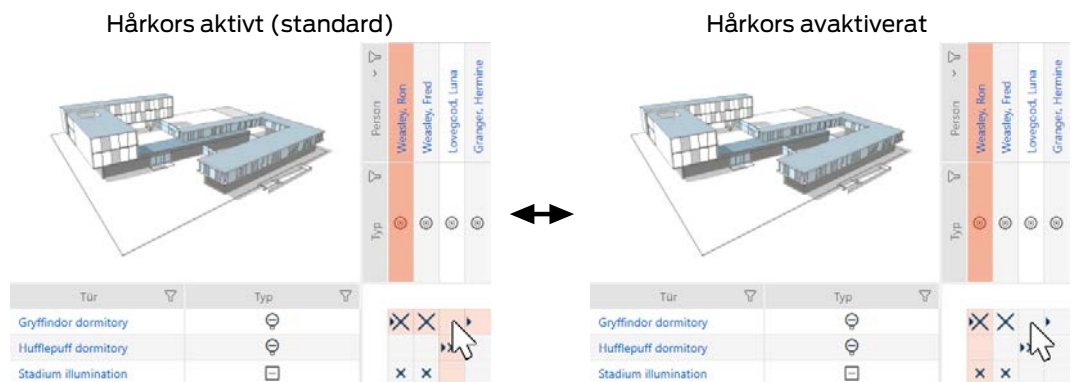 Hårkors aktivt (standard)
Person
Weasley, Ron
Weasley, Fred
Lovegood, Luna
Granger, Hermine
Typ
Tür Typ
Gryffindor dormitory
Hufflepuff dormitory
Stadium illumination
Hårkors avaktiverat
Person
Weasley, Ron
Weasley, Fred
Lovegood, Luna
Granger, Hermine
Typ
Tür Typ
Gryffindor dormitory
Hufflepuff dormitory
Stadium illumination